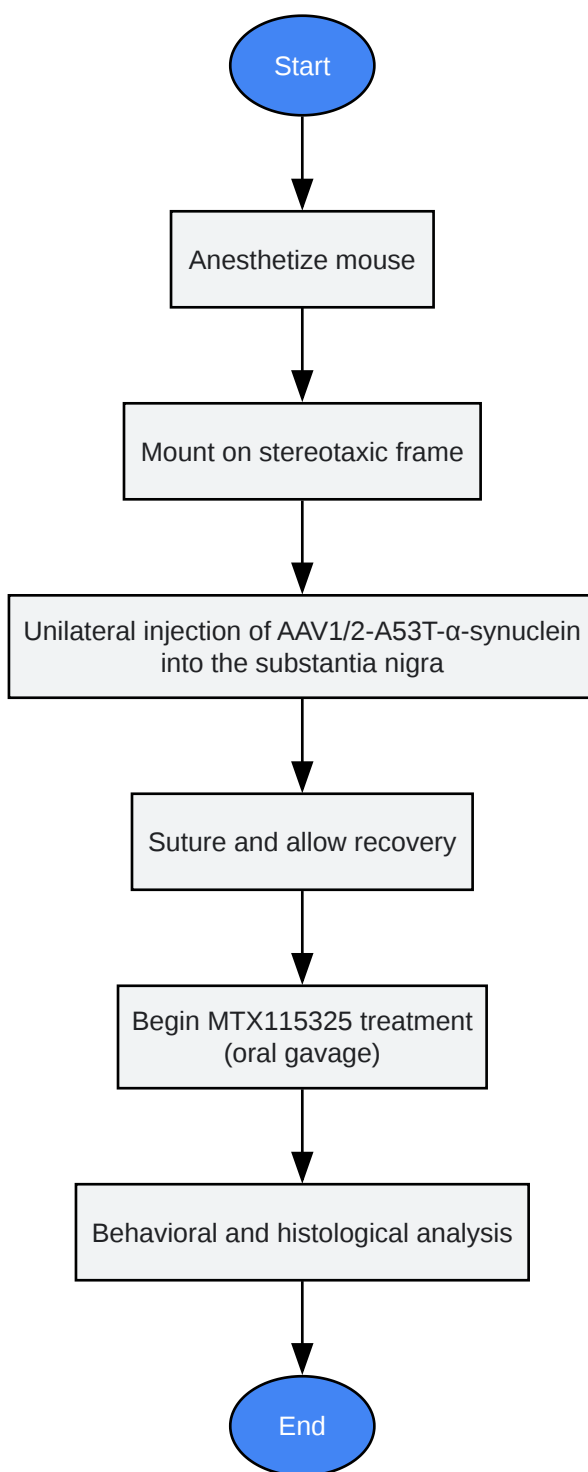 Start
Anesthetize mouse
Mount on stereotaxic frame
Unilateral injection of AAV1/2-A53T-α-synuclein
into the substantia nigra
Suture and allow recovery
Begin MTX115325 treatment
(oral gavage)
Behavioral and histological analysis
End